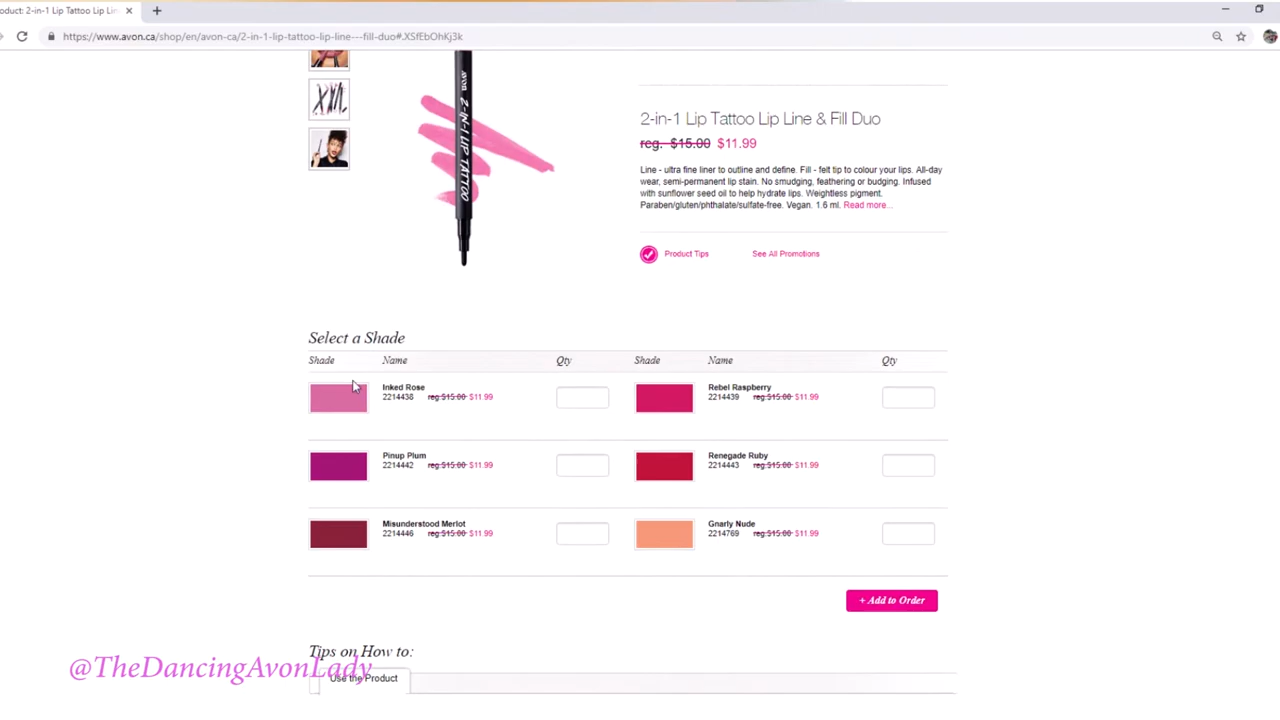 oduct: 2-in-1 Lip Tattoo Lip Lin
https://www.avon.ca/shop/en/avon-ca/2-in-1-lip-tattoo-lip-line---fill-duo#.XSfEbOhKj3k
AVON 2-IN-1 LIP TATTOO
2-in-1 Lip Tattoo Lip Line & Fill Duo
reg. $15.00 $11.99
Line - ultra fine liner to outline and define. Fill - felt tip to colour your lips. All-day
wear, semi-permanent lip stain. No smudging, feathering or budging. Infused
with sunflower seed oil to help hydrate lips. Weightless pigment.
Paraben/gluten/phthalate/sulfate-free. Vegan. 1.6 ml. Read more...
Product Tips See All Promotions
Select a Shade
Shade Name Qty Shade Name Qty
Inked Rose
2214438 reg.$15.00 $11.99
Rebel Raspberry
2214439 reg.$15.00 $11.99
Pinup Plum
2214442 reg.$15.00 $11.99
Renegade Ruby
2214443 reg.$15.00 $11.99
Misunderstood Merlot
2214446 reg.$15.00 $11.99
Gnarly Nude
2214769 reg.$15.00 $11.99
+ Add to Order
Tips on How to:
@TheDancingAvonLady
Use the Product